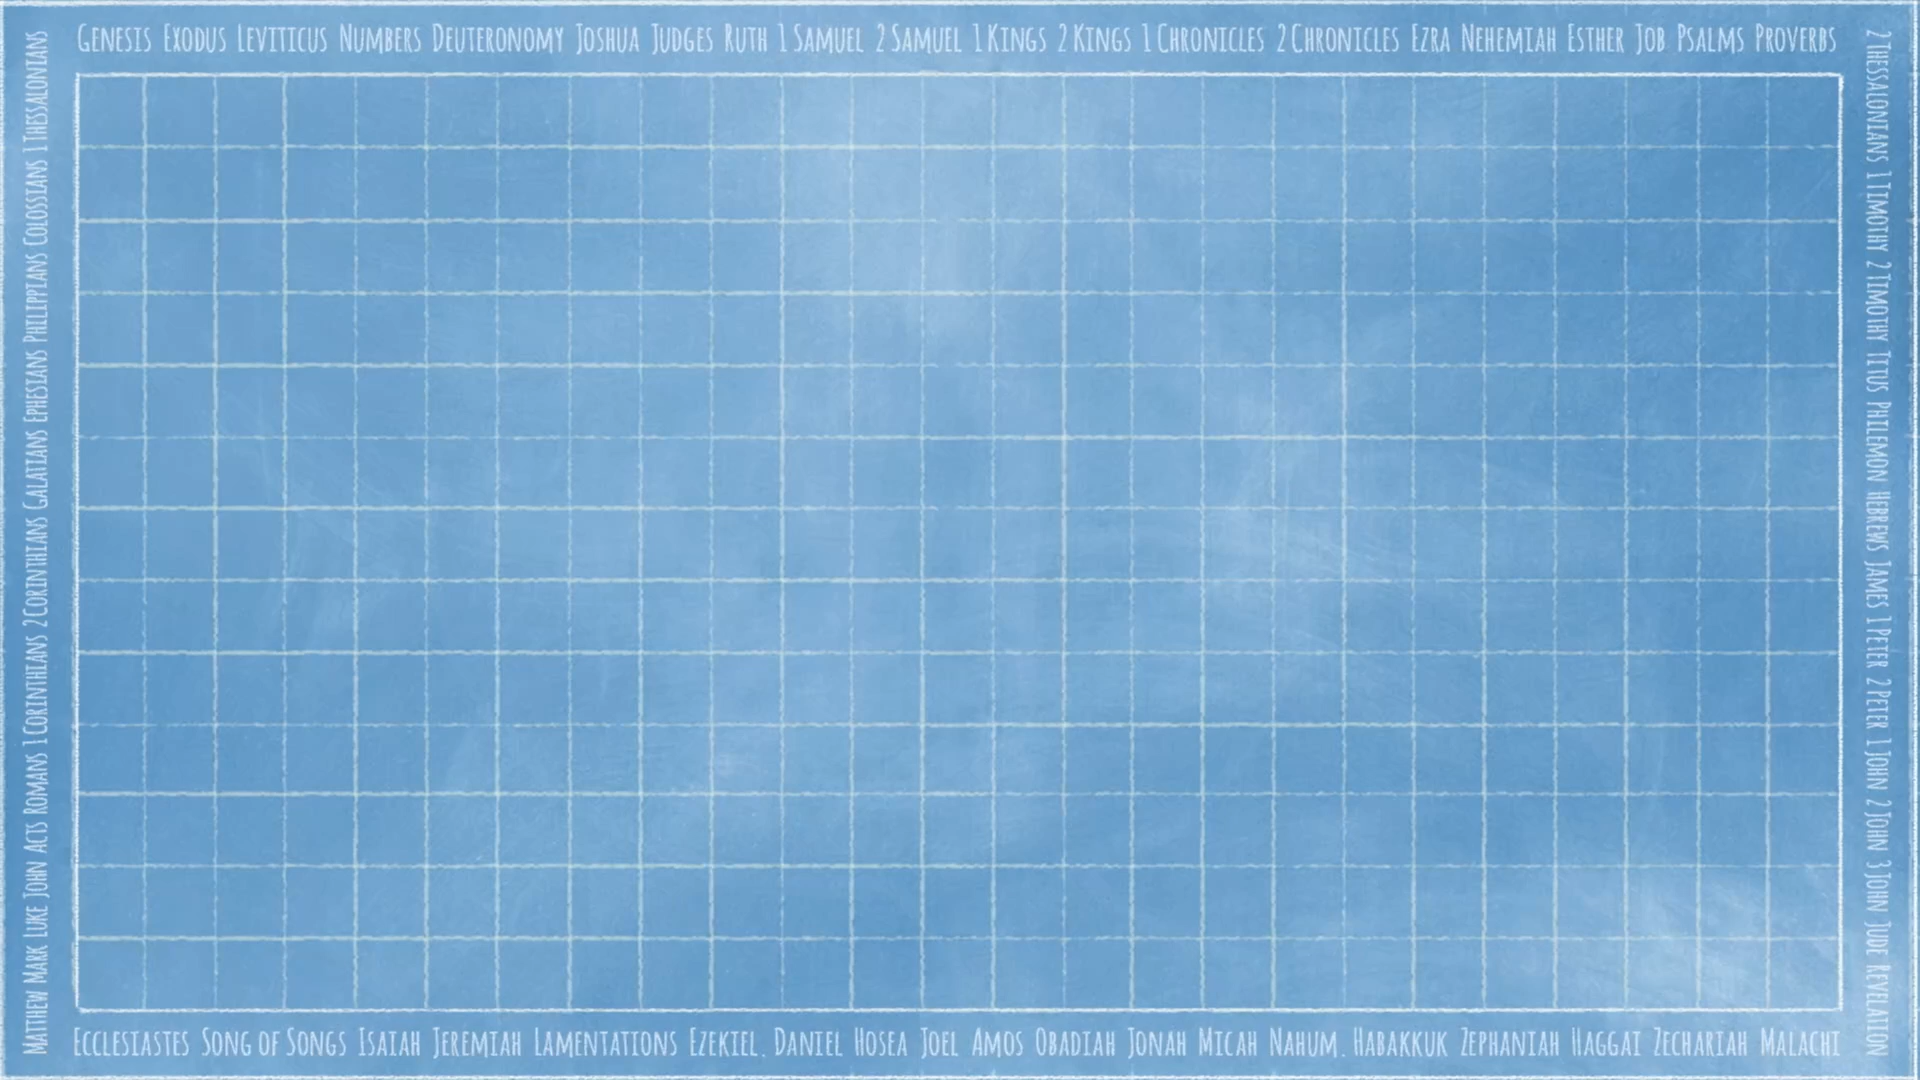 Genesis Exodus Leviticus Numbers Deuteronomy Joshua Judges Ruth 1 Samuel 2 Samuel 1 Kings 2 Kings 1 Chronicles 2 Chronicles Ezra Nehemiah Esther Job Psalms Proverbs
Matthew Mark Luke John Acts Romans 1 Corinthians 2 Corinthians Galatians Ephesians Philippians Colossians 1 Thessalonians
2 Thessalonians 1 Timothy 2 Timothy Titus Philemon Hebrews James 1 Peter 2 Peter 1 John 2 John 3 John Jude Revelation
Ecclesiastes Song of Songs Isaiah Jeremiah Lamentations Ezekiel. Daniel Hosea Joel Amos Obadiah Jonah Micah Nahum. Habakkuk Zephaniah Haggai Zechariah Malachi